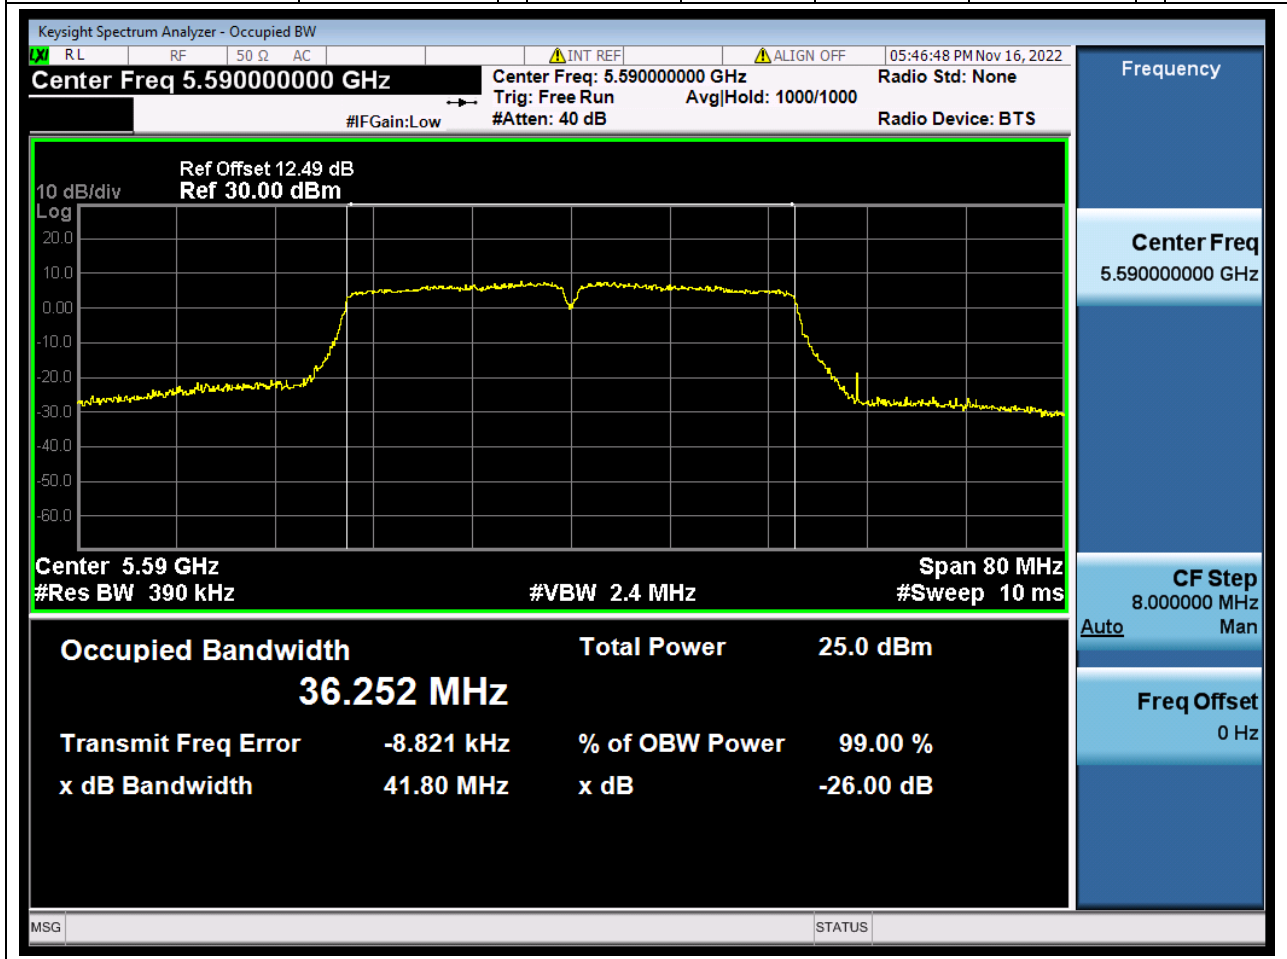 Keysight Spectrum Analyzer - Occupied BW
LXI RL RF 50 Ω AC INT REF ALIGN OFF 05:46:48 PM Nov 16, 2022
Center Freq 5.590000000 GHz
Center Freq: 5.590000000 GHz Radio Std: None
Trig: Free Run Avg|Hold: 1000/1000
#IFGain:Low #Atten: 40 dB Radio Device: BTS
Ref Offset 12.49 dB
10 dB/div Ref 30.00 dBm
Log
20.0
10.0
0.00
-10.0
-20.0
-30.0
-40.0
-50.0
-60.0
Center 5.59 GHz Span 80 MHz
#Res BW 390 kHz #VBW 2.4 MHz #Sweep 10 ms
Occupied Bandwidth Total Power 25.0 dBm
36.252 MHz
Transmit Freq Error -8.821 kHz % of OBW Power 99.00 %
x dB Bandwidth 41.80 MHz x dB -26.00 dB
MSG STATUS
Frequency
Center Freq
5.590000000 GHz
CF Step
8.000000 MHz
Auto Man
Freq Offset
0 Hz